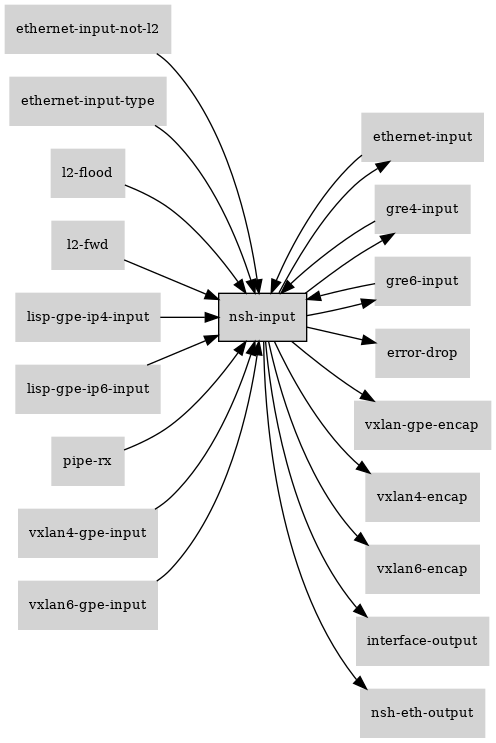 ethernet-input-not-l2
ethernet-input-type
l2-flood
l2-fwd
lisp-gpe-ip4-input
lisp-gpe-ip6-input
pipe-rx
vxlan4-gpe-input
vxlan6-gpe-input
nsh-input
ethernet-input
gre4-input
gre6-input
error-drop
vxlan-gpe-encap
vxlan4-encap
vxlan6-encap
interface-output
nsh-eth-output